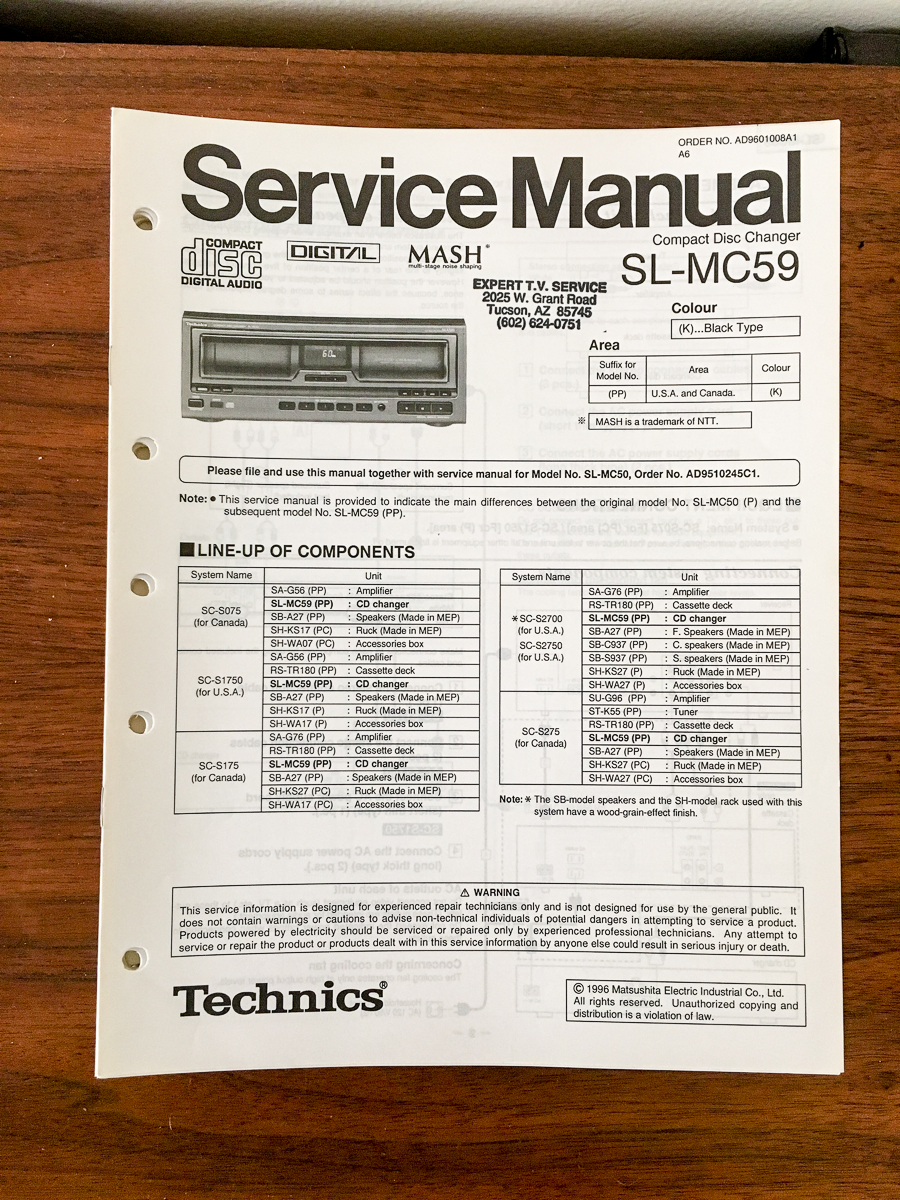 ORDER NO. AD9601008A1
A6
Service Manual
Compact Disc Changer
SL-MC59
COMPACT
disc
DIGITAL AUDIO
DIGITAL
MASH*
multi-stage noise shaping
EXPERT T.V. SERVICE
2025 W. Grant Road
Tucson, AZ 85745
(602) 624-0751
Technics
Colour
(K)...Black Type
Area
Suffix for Model No. Area Colour
(PP) U.S.A. and Canada. (K)
※ MASH is a trademark of NTT.
Please file and use this manual together with service manual for Model No. SL-MC50, Order No. AD9510245C1.
Note: ● This service manual is provided to indicate the main differences between the original model No. SL-MC50 (P) and the
subsequent model No. SL-MC59 (PP).
■ LINE-UP OF COMPONENTS
System Name Unit
SC-S075
(for Canada)
SA-G56 (PP) : Amplifier
SL-MC59 (PP) : CD changer
SB-A27 (PP) : Speakers (Made in MEP)
SH-KS17 (PC) : Ruck (Made in MEP)
SH-WA07 (PC) : Accessories box
SC-S1750
(for U.S.A.)
SA-G56 (PP) : Amplifier
RS-TR180 (PP) : Cassette deck
SL-MC59 (PP) : CD changer
SB-A27 (PP) : Speakers (Made in MEP)
SH-KS17 (P) : Ruck (Made in MEP)
SH-WA17 (P) : Accessories box
SC-S175
(for Canada)
SA-G76 (PP) : Amplifier
RS-TR180 (PP) : Cassette deck
SL-MC59 (PP) : CD changer
SB-A27 (PP) : Speakers (Made in MEP)
SH-KS27 (PC) : Ruck (Made in MEP)
SH-WA17 (PC) : Accessories box
System Name Unit
*SC-S2700
(for U.S.A.)
SC-S2750
(for U.S.A.)
SA-G76 (PP) : Amplifier
RS-TR180 (PP) : Cassette deck
SL-MC59 (PP) : CD changer
SB-A27 (PP) : F. Speakers (Made in MEP)
SB-C937 (PP) : C. speakers (Made in MEP)
SB-S937 (PP) : S. speakers (Made in MEP)
SH-KS27 (P) : Ruck (Made in MEP)
SH-WA27 (P) : Accessories box
SC-S275
(for Canada)
SU-G96 (PP) : Amplifier
ST-K55 (PP) : Tuner
RS-TR180 (PP) : Cassette deck
SL-MC59 (PP) : CD changer
SB-A27 (PP) : Speakers (Made in MEP)
SH-KS27 (PC) : Ruck (Made in MEP)
SH-WA27 (PC) : Accessories box
Note: * The SB-model speakers and the SH-model rack used with this
system have a wood-grain-effect finish.
⚠ WARNING
This service information is designed for experienced repair technicians only and is not designed for use by the general public. It
does not contain warnings or cautions to advise non-technical individuals of potential dangers in attempting to service a product.
Products powered by electricity should be serviced or repaired only by experienced professional technicians. Any attempt to
service or repair the product or products dealt with in this service information by anyone else could result in serious injury or death.
Technics®
© 1996 Matsushita Electric Industrial Co., Ltd.
All rights reserved. Unauthorized copying and
distribution is a violation of law.